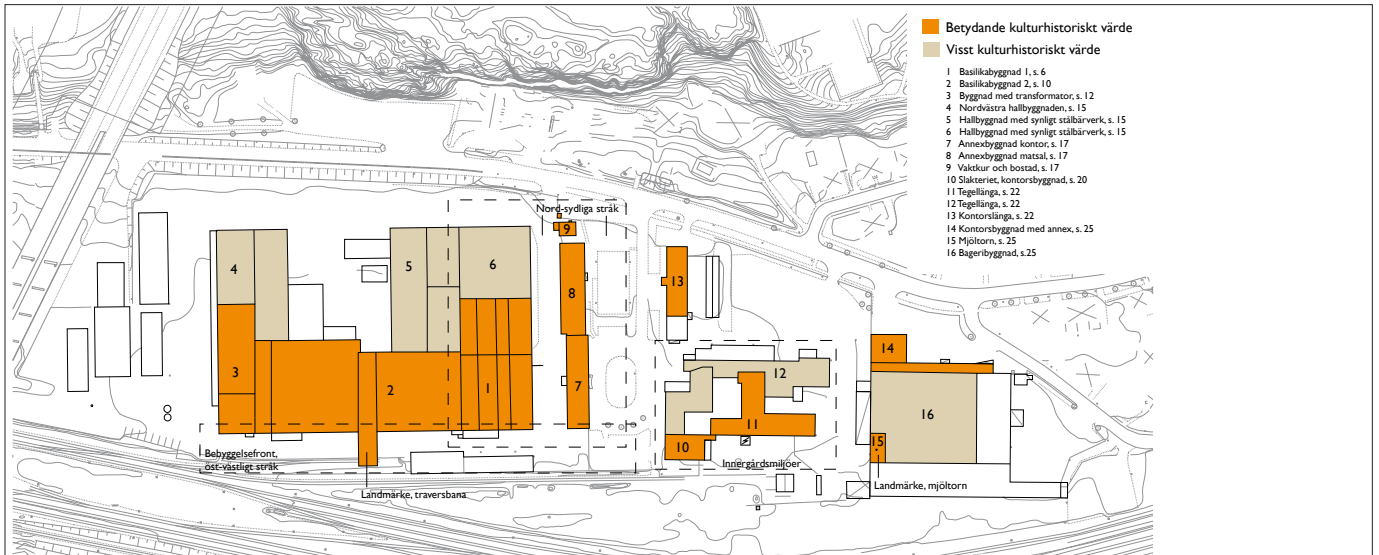 Betydande kulturhistoriskt värde
Visst kulturhistoriskt värde
1 Basilikabyggnad 1, s. 6
2 Basilikabyggnad 2, s. 10
3 Byggnad med transformator, s. 12
4 Nordvästra hallbyggnaden, s. 15
5 Hallbyggnad med synligt stålbärverk, s. 15
6 Hallbyggnad med synligt stålbärverk, s. 15
7 Annexbyggnad kontor, s. 17
8 Annexbyggnad matsal, s. 17
9 Vaktkur och bostad, s. 17
10 Slakteriet, kontorsbyggnad, s. 20
11 Tegellänga, s. 22
12 Tegellänga, s. 22
13 Kontorslänga, s. 22
14 Kontorsbyggnad med annex, s. 25
15 Mjöltorn, s. 25
16 Bageribyggnad, s.25
Nord-sydliga stråk
9
4
5
6
8
13
14
3
2
1
7
12
11
16
10
15
Bebyggelsefront,
öst-västligt stråk
Innergårdsmiljöer
Landmärke, traversbana
Landmärke, mjöltorn